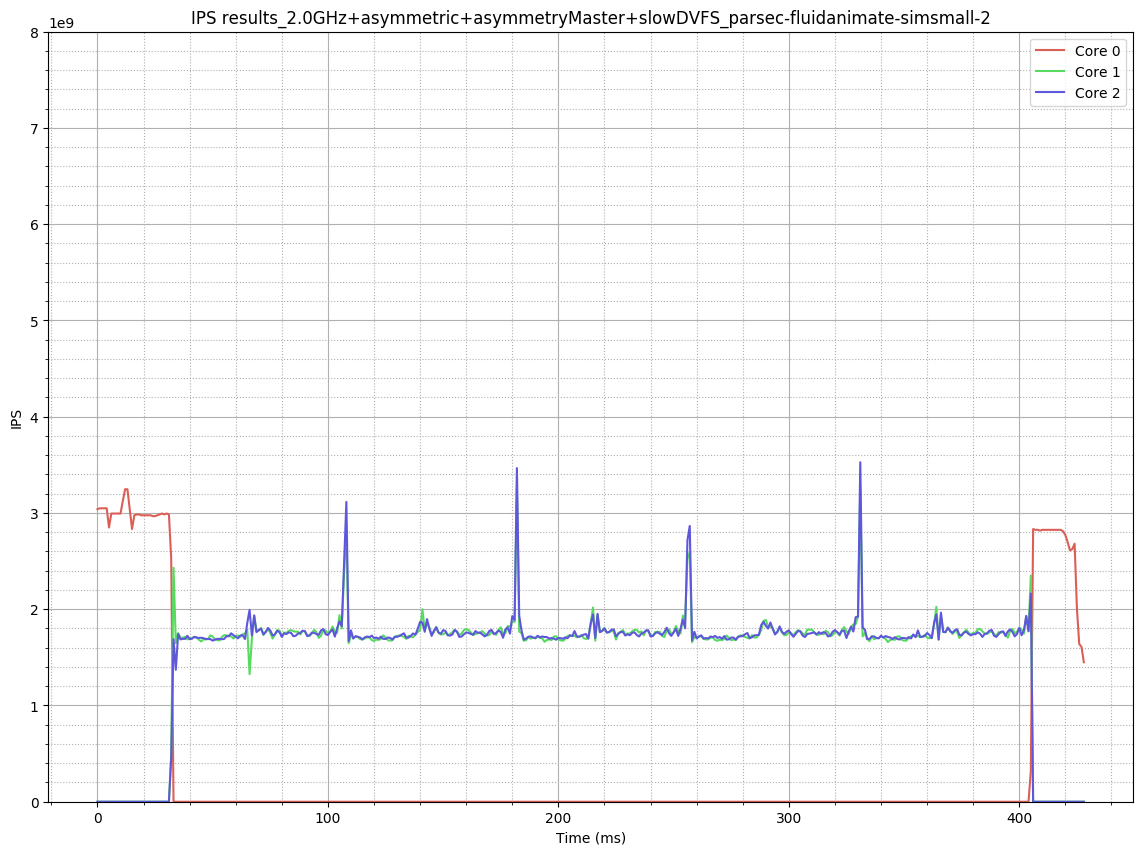 IPS results_2.0GHz+asymmetric+asymmetryMaster+slowDVFS_parsec-fluidanimate-simsmall-2
1e9
8
7
6
5
4
3
2
1
0
IPS
Core 0
Core 1
Core 2
0 100 200 300 400
Time (ms)